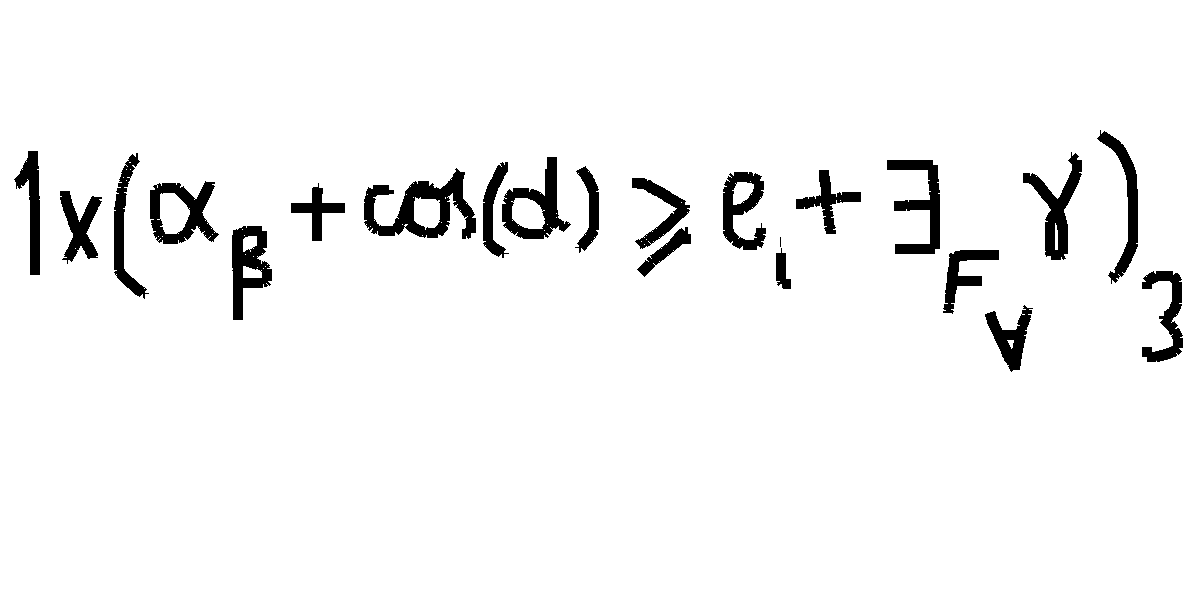 1x(α_β + cos(d) ⩾ e_i + ∃_{F_∀} γ)_3